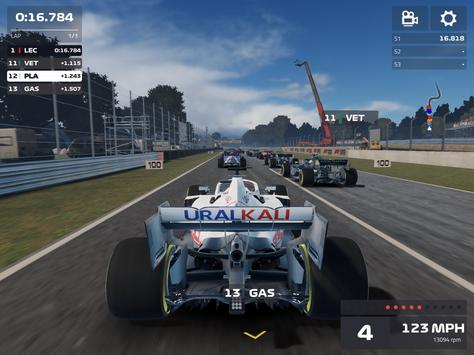 0:16.784
LAP 1/1
1 LEC 0:16.784
11 VET +1.115
12 PLA +1.243
13 GAS +1.507
S1 16.818
S2 -
S3 -
11 VET
100
100
URALKALI
13 GAS
4 123 MPH
13094 rpm